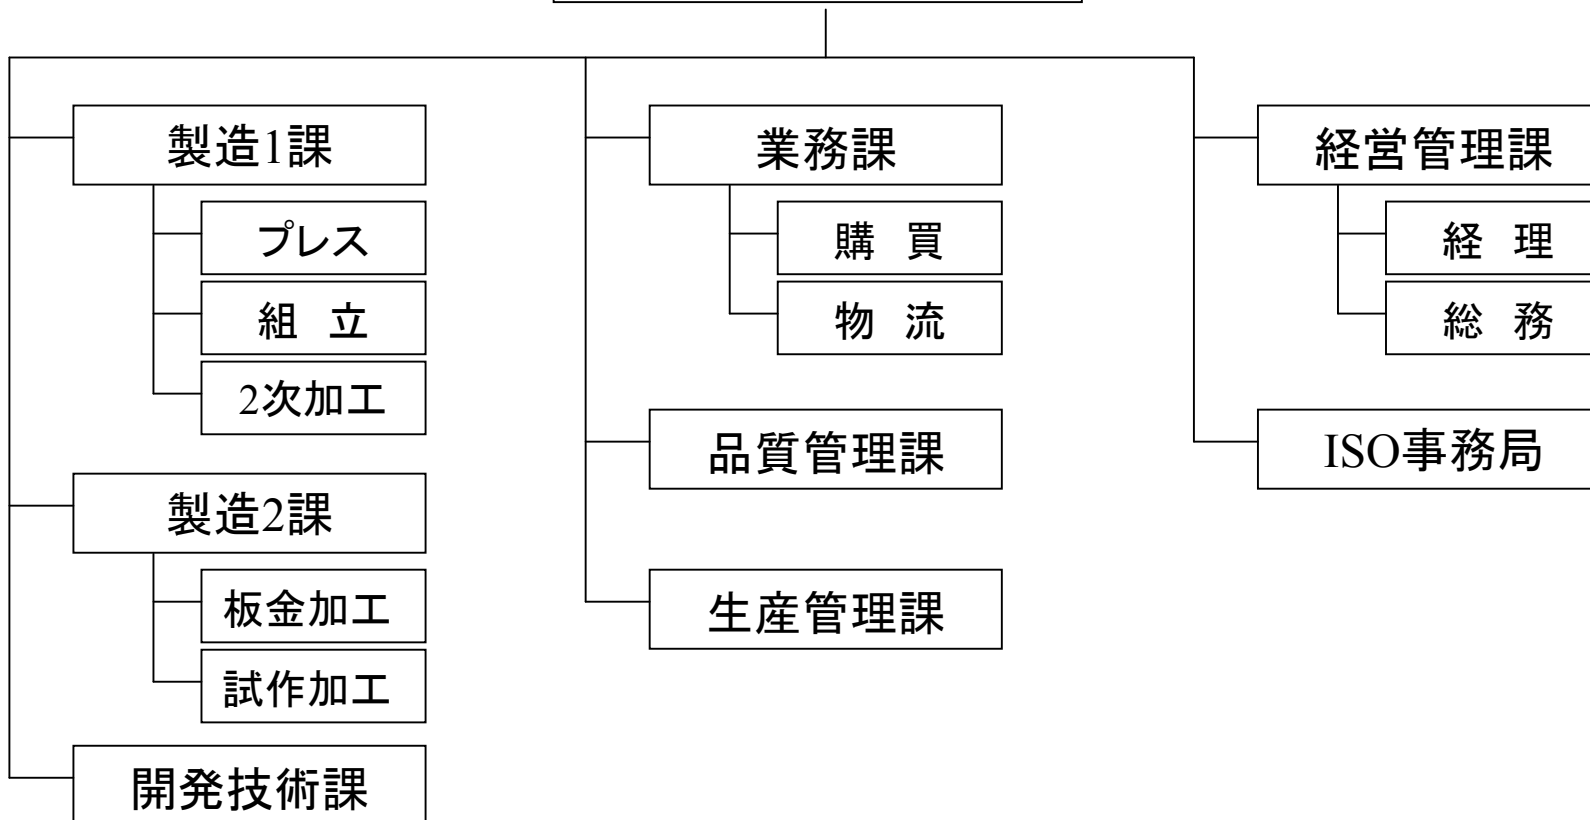 製造1課
プレス
組 立
2次加工
製造2課
板金加工
試作加工
開発技術課
業務課
購 買
物 流
品質管理課
生産管理課
経営管理課
経 理
総 務
ISO事務局